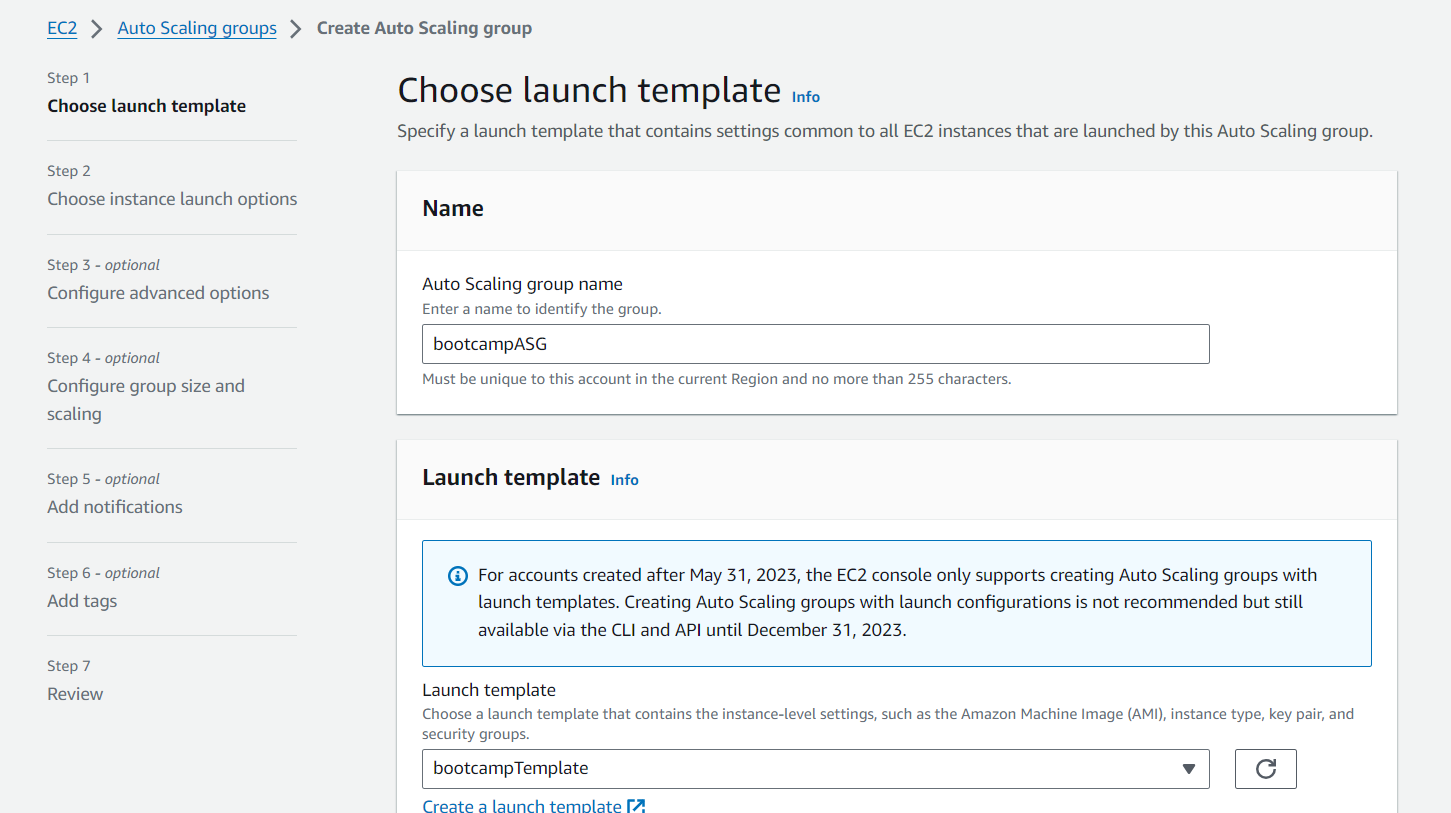 EC2 > Auto Scaling groups > Create Auto Scaling group
Step 1
Choose launch template
Step 2
Choose instance launch options
Step 3 - optional
Configure advanced options
Step 4 - optional
Configure group size and
scaling
Step 5 - optional
Add notifications
Step 6 - optional
Add tags
Step 7
Review
Choose launch template Info
Specify a launch template that contains settings common to all EC2 instances that are launched by this Auto Scaling group.
Name
Auto Scaling group name
Enter a name to identify the group.
bootcampASG
Must be unique to this account in the current Region and no more than 255 characters.
Launch template Info
For accounts created after May 31, 2023, the EC2 console only supports creating Auto Scaling groups with
launch templates. Creating Auto Scaling groups with launch configurations is not recommended but still
available via the CLI and API until December 31, 2023.
Launch template
Choose a launch template that contains the instance-level settings, such as the Amazon Machine Image (AMI), instance type, key pair, and
security groups.
bootcampTemplate
Create a launch template